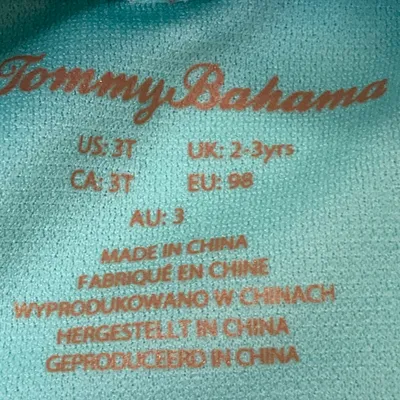 Tommy Bahama
US: 3T UK: 2-3yrs
CA: 3T EU: 98
AU: 3
MADE IN CHINA
FABRIQUÉ EN CHINE
WYPRODUKOWANO W CHINACH
HERGESTELLT IN CHINA
GEPRODUCEERD IN CHINA